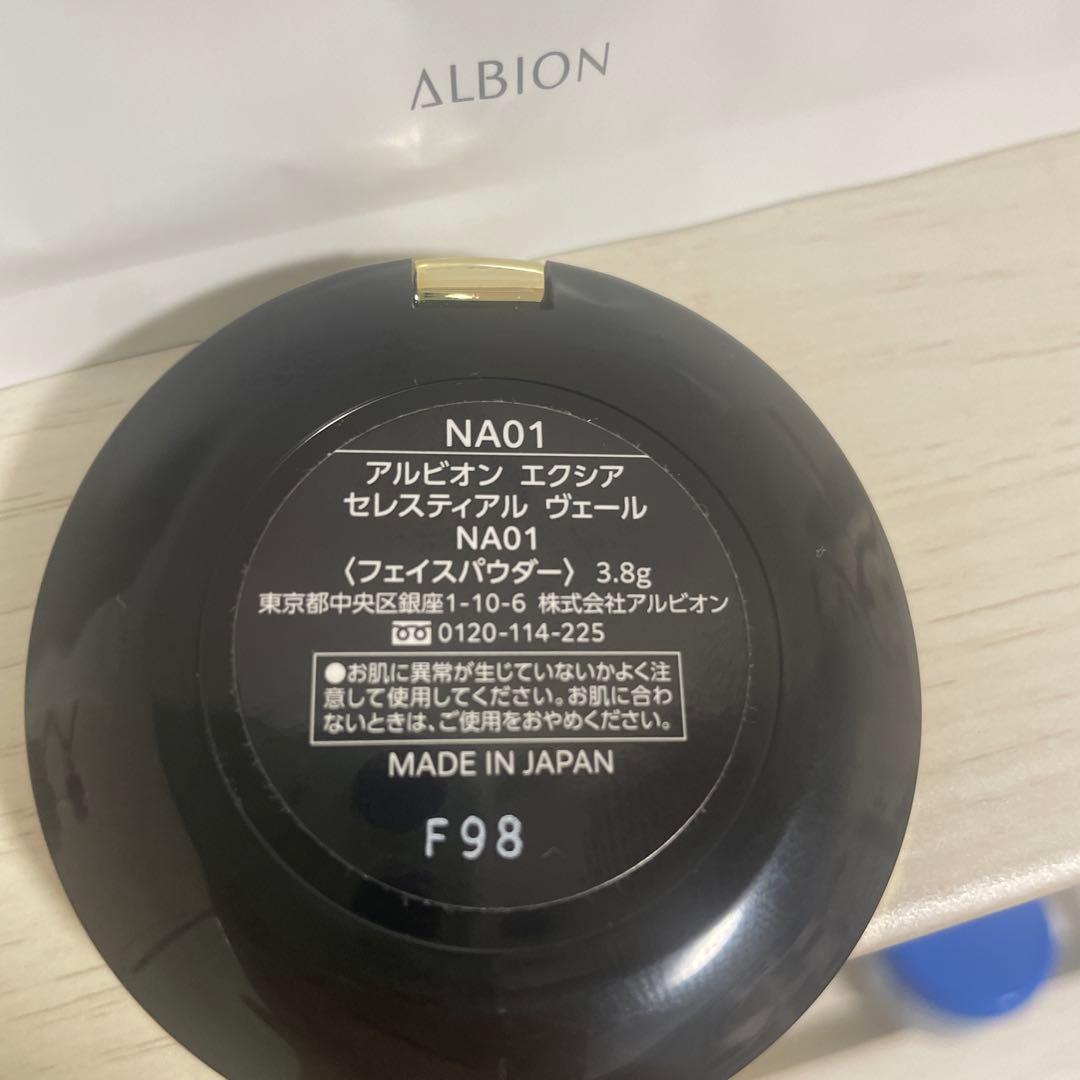 ALBION
NA01
アルビオン エクシア
セレスティアル ヴェール
NA01
〈フェイスパウダー〉 3.8g
東京都中央区銀座1-10-6 株式会社アルビオン
0120-114-225
●お肌に異常が生じていないかよく注
意して使用してください。お肌に合わ
ないときは、ご使用をおやめください。
MADE IN JAPAN
F98